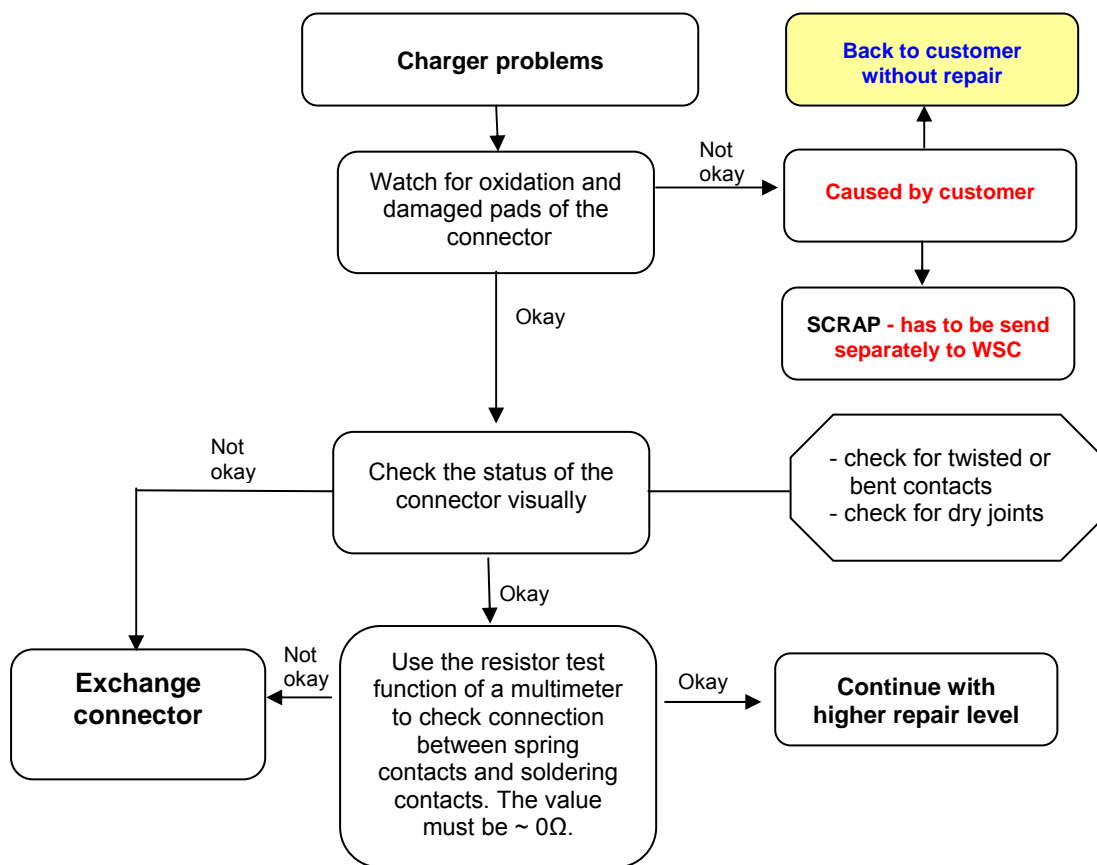 Charger problems
Back to customer
without repair
Watch for oxidation and
damaged pads of the
connector
Not
okay
Caused by customer
Okay
SCRAP - has to be send
separately to WSC
Not
okay
Check the status of the
connector visually
- check for twisted or
bent contacts
- check for dry joints
Okay
Exchange
connector
Not
okay
Use the resistor test
function of a multimeter
to check connection
between spring
contacts and soldering
contacts. The value
must be ~ 0Ω.
Okay
Continue with
higher repair level